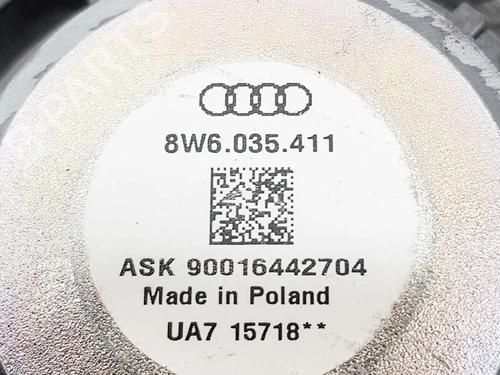 8W6.035.411
ASK 90016442704
Made in Poland
UA7 15718**